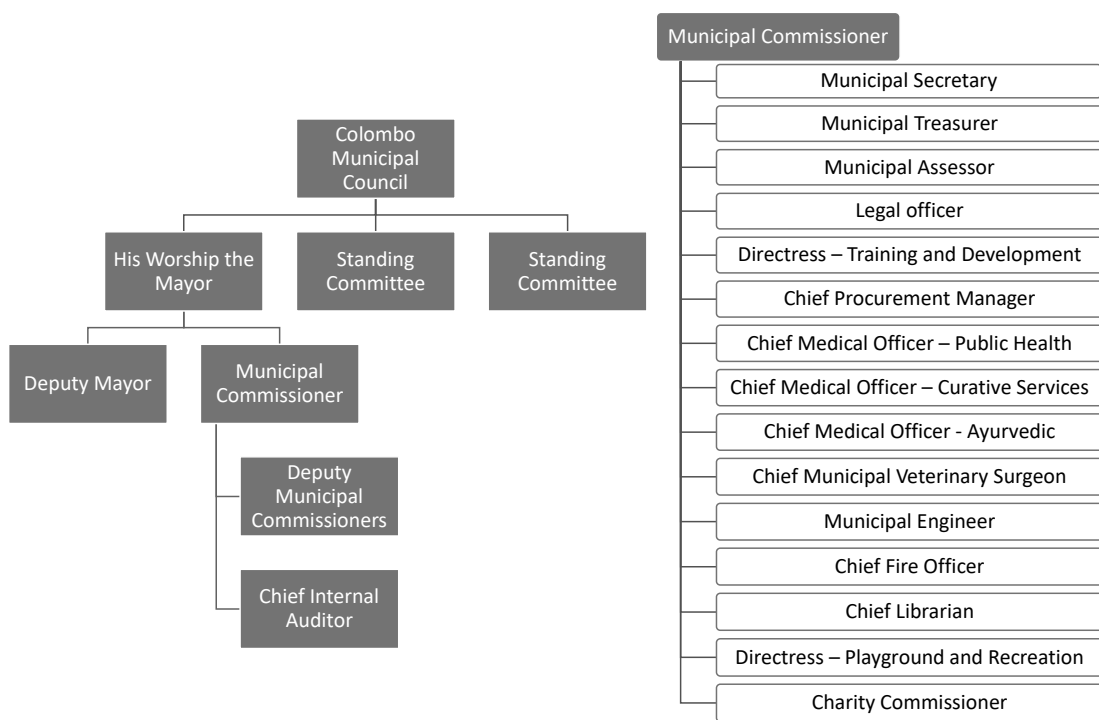 Colombo
Municipal
Council
His Worship the
Mayor
Standing
Committee
Standing
Committee
Deputy Mayor
Municipal
Commissioner
Deputy
Municipal
Commissioners
Chief Internal
Auditor
Municipal Commissioner
Municipal Secretary
Municipal Treasurer
Municipal Assessor
Legal officer
Directress – Training and Development
Chief Procurement Manager
Chief Medical Officer – Public Health
Chief Medical Officer – Curative Services
Chief Medical Officer - Ayurvedic
Chief Municipal Veterinary Surgeon
Municipal Engineer
Chief Fire Officer
Chief Librarian
Directress – Playground and Recreation
Charity Commissioner